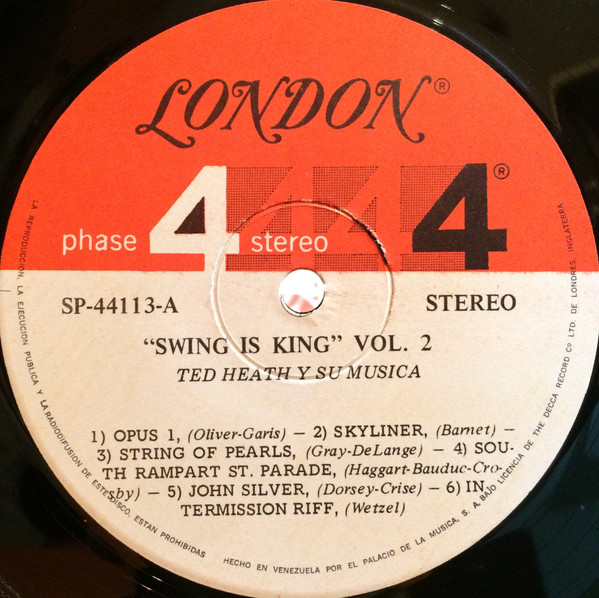 LONDON®
phase 4 stereo 4 4 4®
SP-44113-A STEREO
“SWING IS KING” VOL. 2
TED HEATH Y SU MUSICA
1) OPUS 1, (Oliver-Garis) – 2) SKYLINER, (Barnet) –
3) STRING OF PEARLS, (Gray-DeLange) – 4) SOU-
TH RAMPART ST. PARADE, (Haggart-Bauduc-Cro-
sby) – 5) JOHN SILVER, (Dorsey-Crise) – 6) IN
TERMISSION RIFF, (Wetzel)
LA REPRODUCCION, LA EJECUCION PUBLICA Y LA RADIODIFUSION DE ESTE DISCO, ESTAN PROHIBIDAS
HECHO EN VENEZUELA POR EL PALACIO DE LA MUSICA, S. A. BAJO LICENCIA DE THE DECCA RECORD Cº LTD. DE LONDRES, INGLATERRA